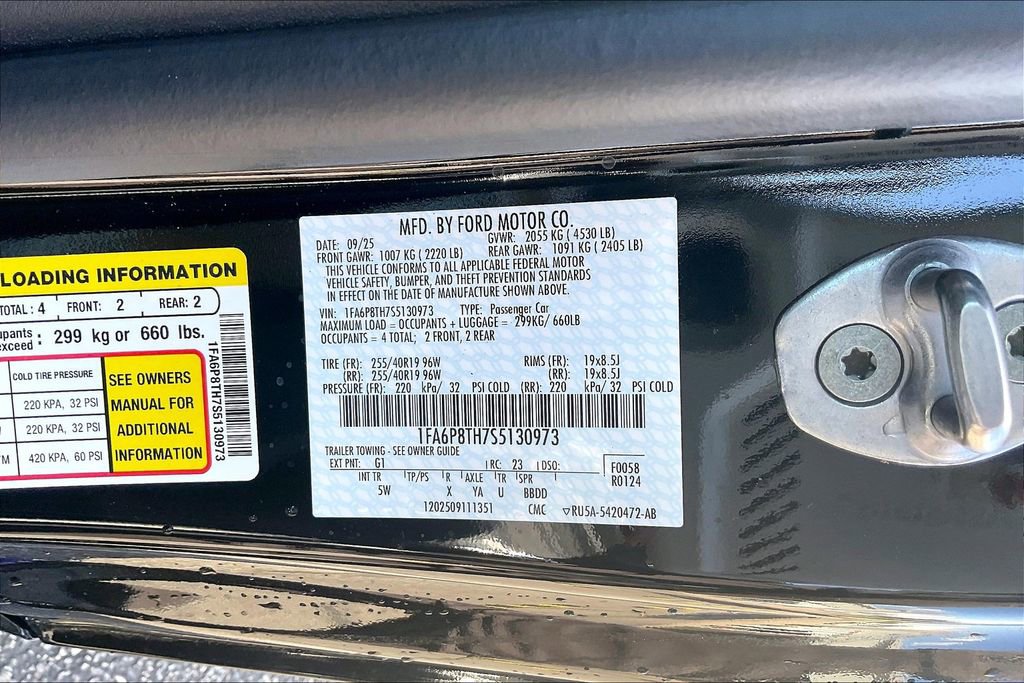 LOADING INFORMATION
TOTAL: 4 FRONT: 2 REAR: 2
299 kg or 660 lbs.
COLD TIRE PRESSURE
220 KPA, 32 PSI
220 KPA, 32 PSI
420 KPA, 60 PSI
SEE OWNERS
MANUAL FOR
ADDITIONAL
INFORMATION
1FA6P8TH7S5130973
MFD. BY FORD MOTOR CO.
DATE: 09/25 GVWR: 2055 KG ( 4530 LB)
FRONT GAWR: 1007 KG ( 2220 LB) REAR GAWR: 1091 KG ( 2405 LB)
THIS VEHICLE CONFORMS TO ALL APPLICABLE FEDERAL MOTOR
VEHICLE SAFETY, BUMPER, AND THEFT PREVENTION STANDARDS
IN EFFECT ON THE DATE OF MANUFACTURE SHOWN ABOVE.
VIN: 1FA6P8TH7S5130973 TYPE: Passenger Car
MAXIMUM LOAD = OCCUPANTS + LUGGAGE = 299KG/ 660LB
OCCUPANTS = 4 TOTAL; 2 FRONT, 2 REAR
TIRE (FR): 255/40R19 96W RIMS (FR): 19x8.5J
(RR): 255/40R19 96W (RR): 19x8.5J
PRESSURE (FR): 220 kPa/ 32 PSI COLD (RR): 220 kPa/ 32 PSI COLD
1FA6P8TH7S5130973
TRAILER TOWING - SEE OWNER GUIDE
EXT PNT: G1 RC: 23 DSO: F0058
INT TR TP/PS R AXLE TR SPR R0124
5W X YA U BBDD
1202509111351 CMC ▽RU5A-5420472-AB